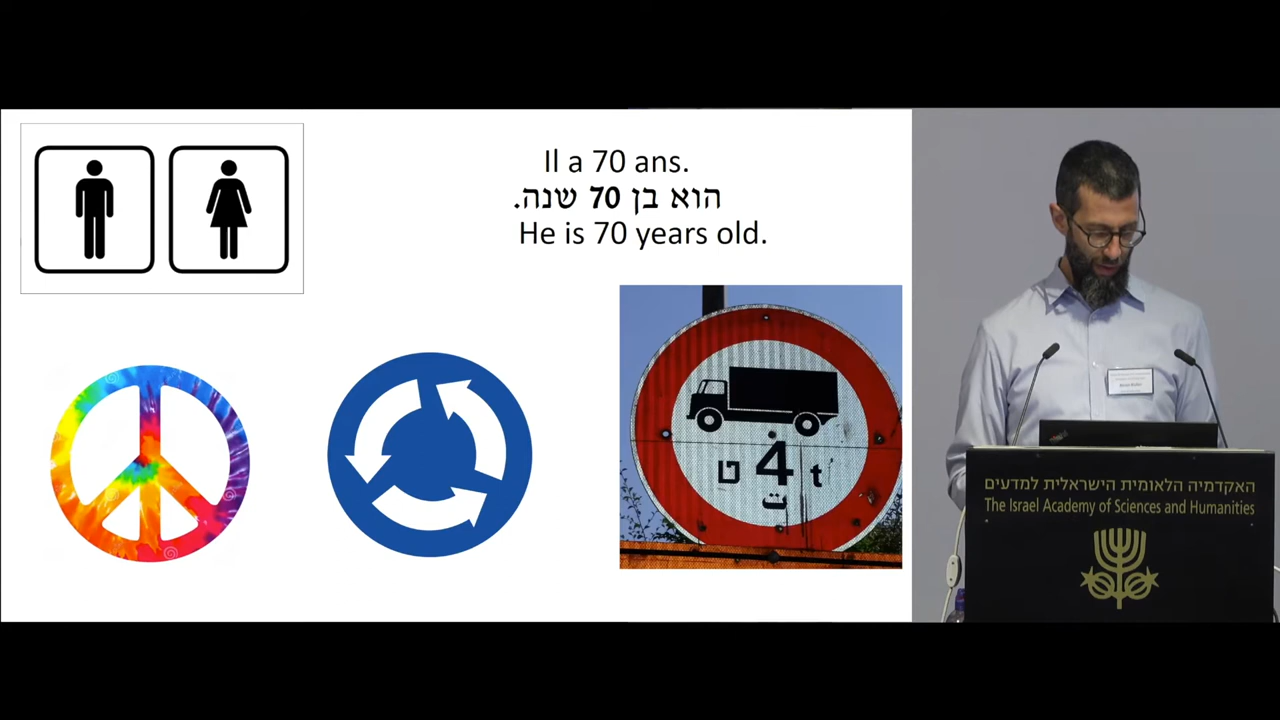 Il a 70 ans.
הוא בן 70 שנה.
He is 70 years old.
ט 4 t
ت
האקדמיה הלאומית הישראלית למדעים
The Israel Academy of Sciences and Humanities